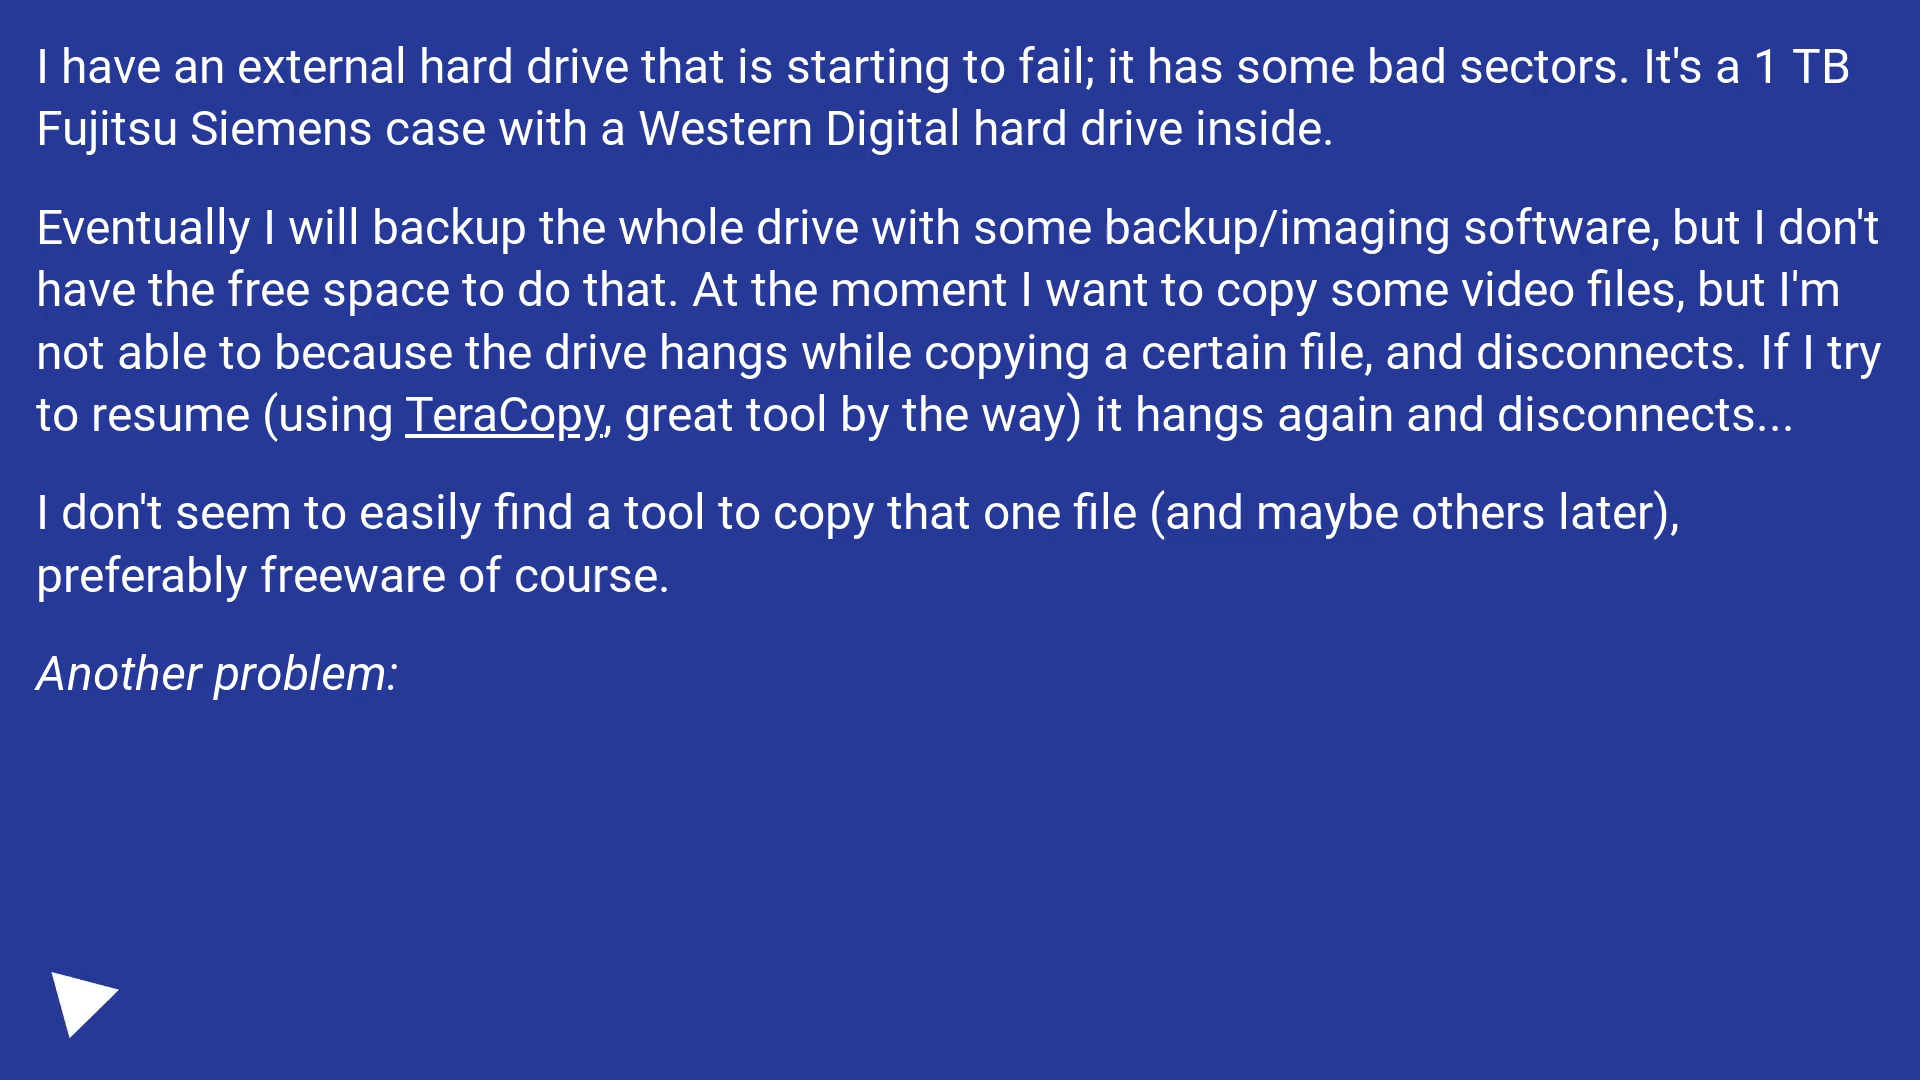 I have an external hard drive that is starting to fail; it has some bad sectors. It's a 1 TB
Fujitsu Siemens case with a Western Digital hard drive inside.
Eventually I will backup the whole drive with some backup/imaging software, but I don't
have the free space to do that. At the moment I want to copy some video files, but I'm
not able to because the drive hangs while copying a certain file, and disconnects. If I try
to resume (using TeraCopy, great tool by the way) it hangs again and disconnects...
I don't seem to easily find a tool to copy that one file (and maybe others later),
preferably freeware of course.
Another problem: